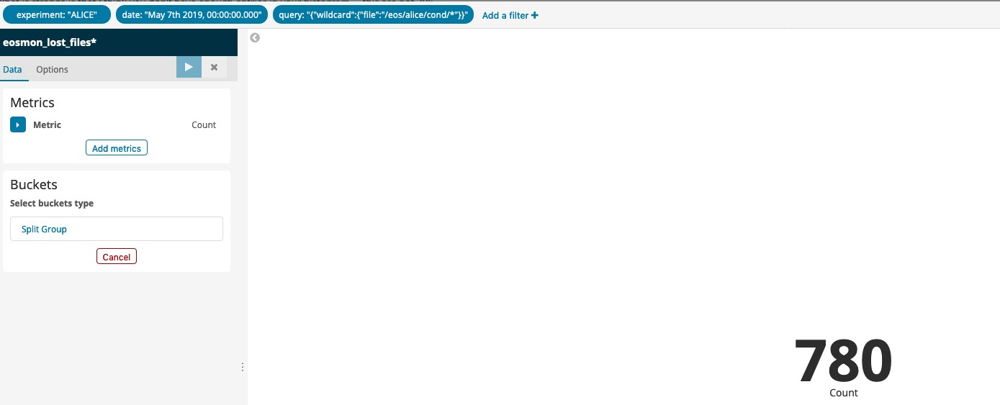 experiment: "ALICE" date: "May 7th 2019, 00:00:00.000" query: "{"wildcard":{"file":"/eos/alice/cond/*"}}" Add a filter +
eosmon_lost_files*
Data Options
Metrics
Metric Count
Add metrics
Buckets
Select buckets type
Split Group
Cancel
780
Count